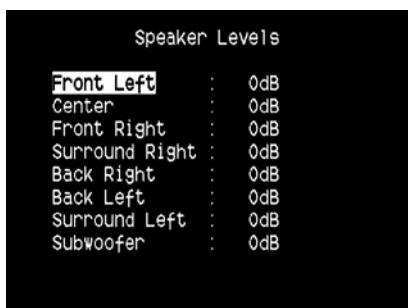 Speaker Levels
Front Left : 0dB
Center : 0dB
Front Right : 0dB
Surround Right : 0dB
Back Right : 0dB
Back Left : 0dB
Surround Left : 0dB
Subwoofer : 0dB